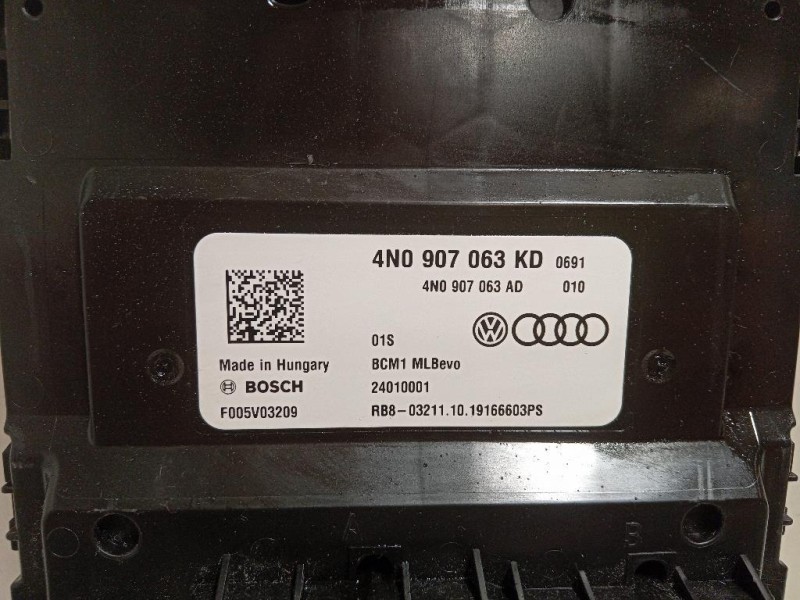 4N0 907 063 KD 0691
4N0 907 063 AD 010
01S
Made in Hungary BCM1 MLBevo
BOSCH 24010001
F005V03209 RB8-03211.10.19166603PS
A B